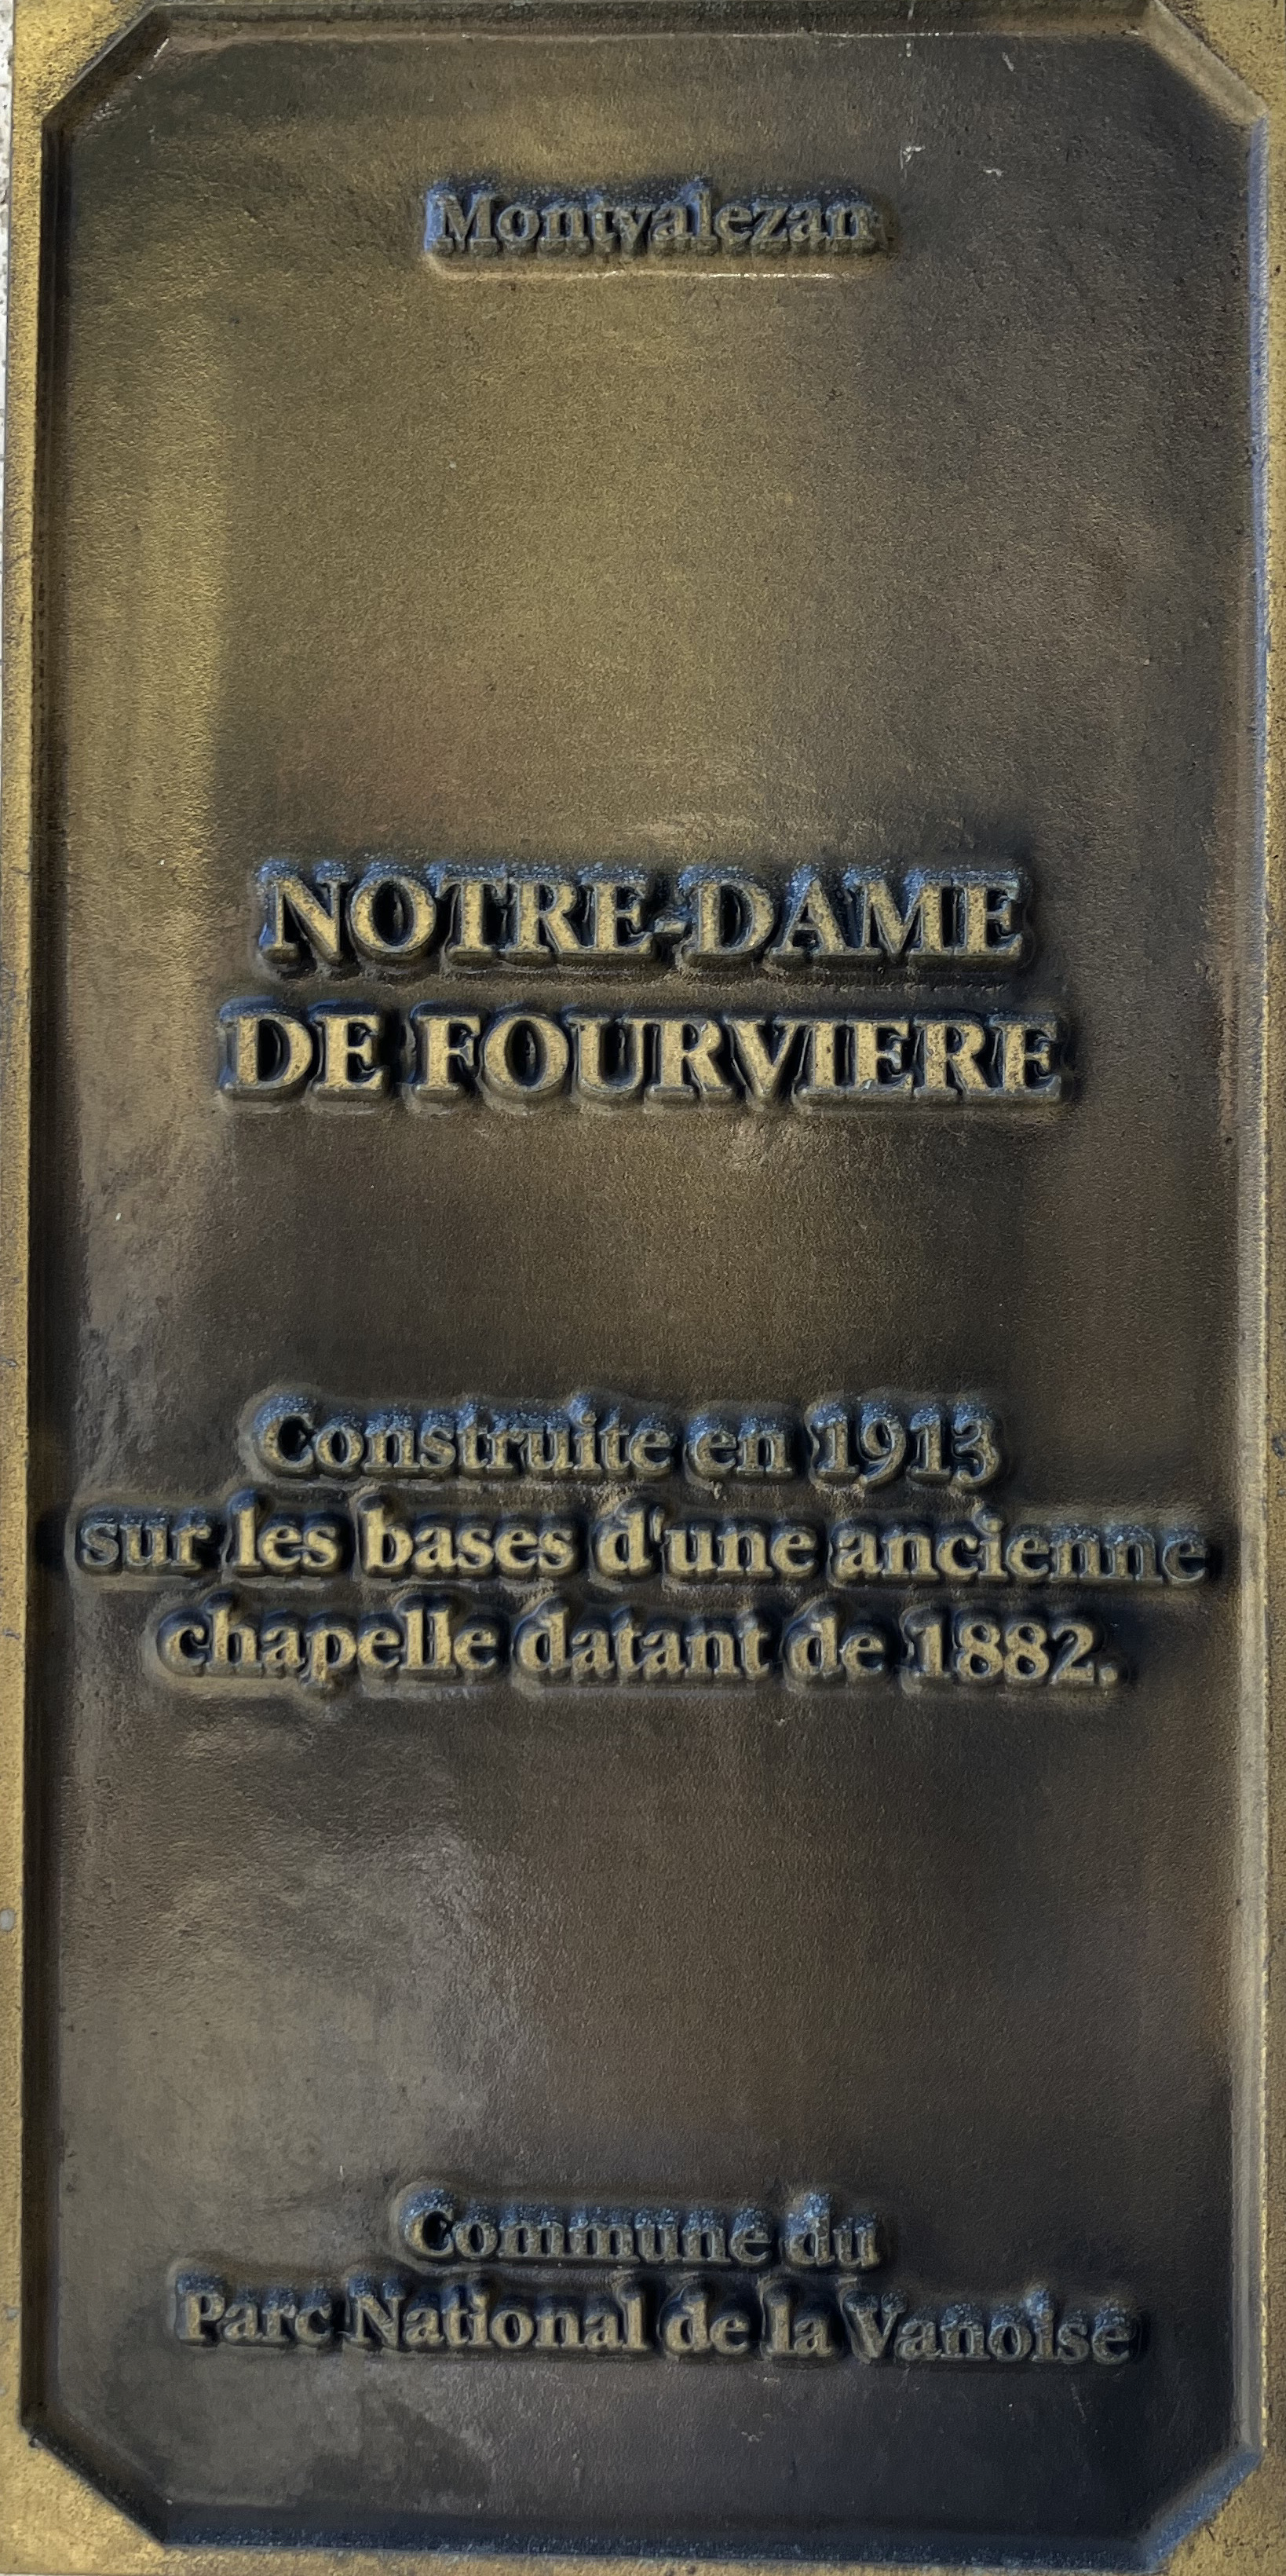 Montvalezan
NOTRE-DAME
DE FOURVIERE
Construite en 1913
sur les bases d'une ancienne
chapelle datant de 1882.
Commune du
Parc National de la Vanoise